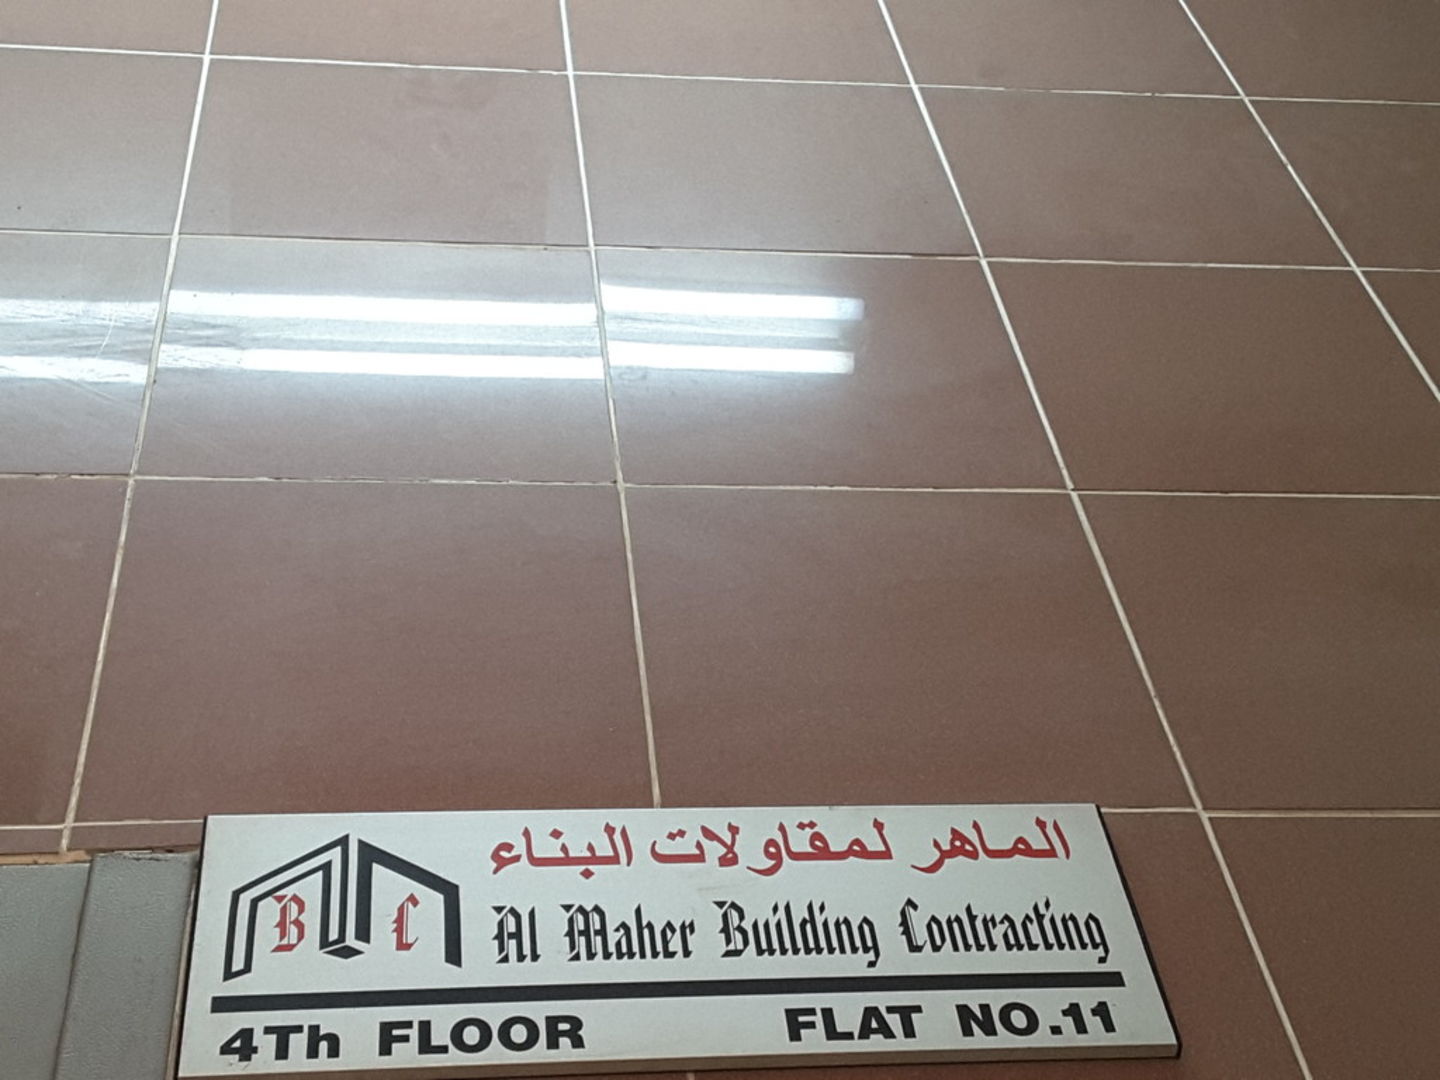 الماهر لمقاولات البناء
B C
Al Maher Building Contracting
4Th FLOOR FLAT NO.11